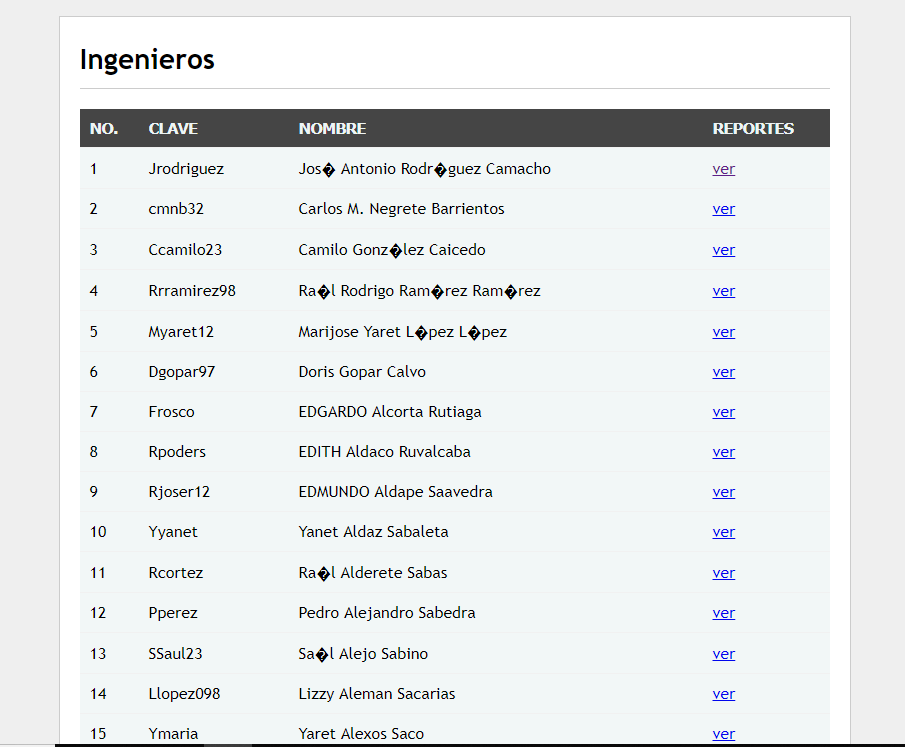 Ingenieros
NO. CLAVE NOMBRE REPORTES
1 Jrodriguez Jos� Antonio Rodr�guez Camacho ver
2 cmnb32 Carlos M. Negrete Barrientos ver
3 Ccamilo23 Camilo Gonz�lez Caicedo ver
4 Rrramirez98 Ra�l Rodrigo Ram�rez Ram�rez ver
5 Myaret12 Marijose Yaret L�pez L�pez ver
6 Dgopar97 Doris Gopar Calvo ver
7 Frosco EDGARDO Alcorta Rutiaga ver
8 Rpoders EDITH Aldaco Ruvalcaba ver
9 Rjoser12 EDMUNDO Aldape Saavedra ver
10 Yyanet Yanet Aldaz Sabaleta ver
11 Rcortez Ra�l Alderete Sabas ver
12 Pperez Pedro Alejandro Sabedra ver
13 SSaul23 Sa�l Alejo Sabino ver
14 Llopez098 Lizzy Aleman Sacarias ver
15 Ymaria Yaret Alexos Saco ver